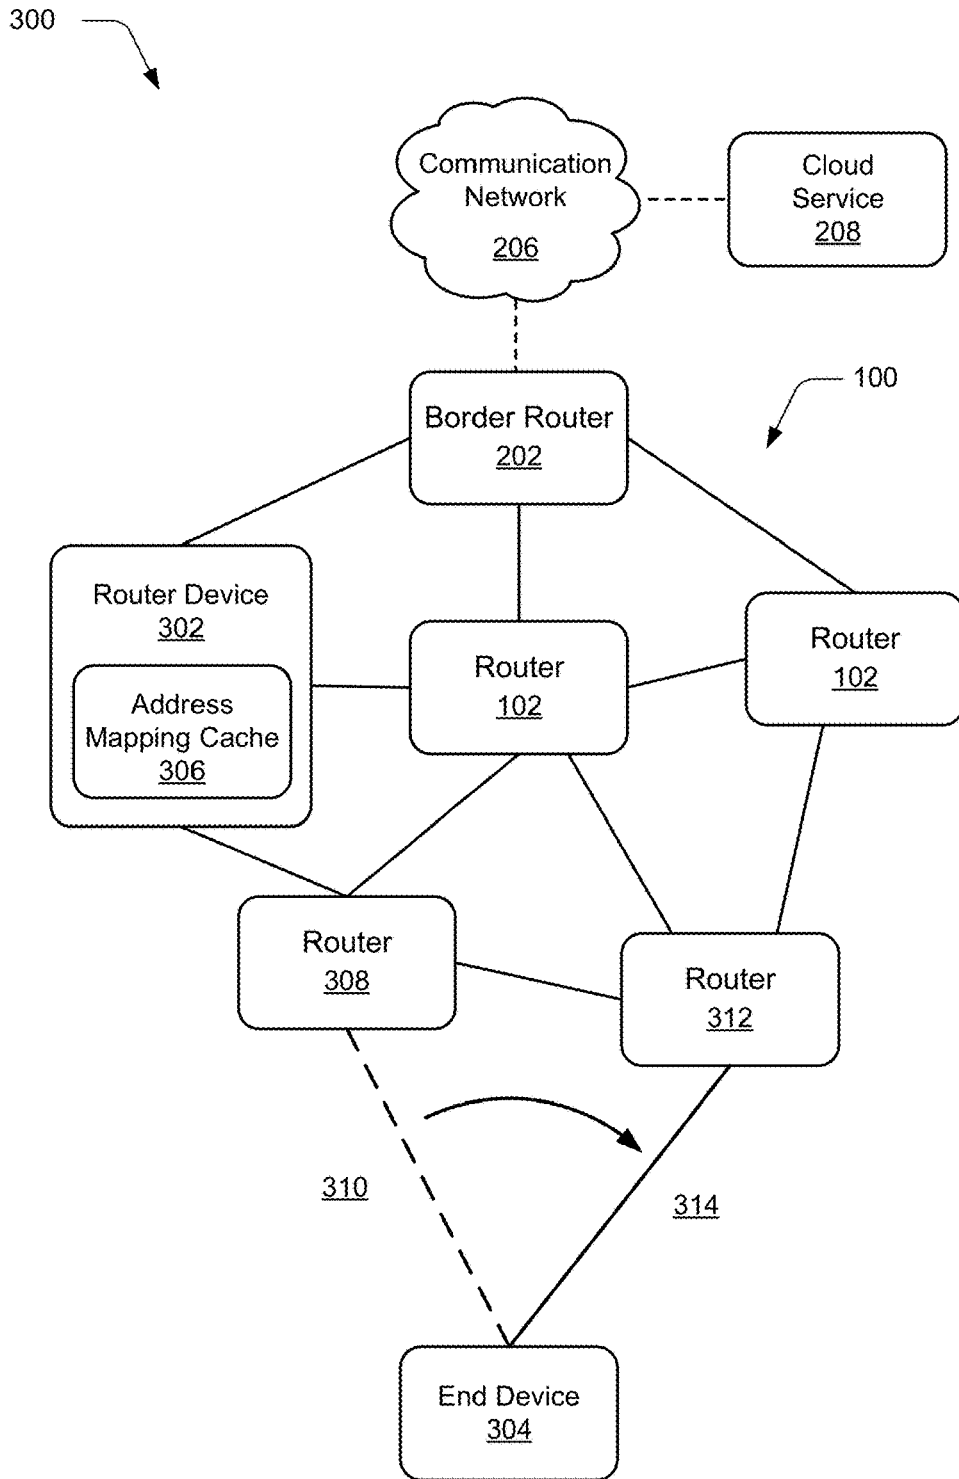 300
Communication
Network
206
Cloud
Service
208
100
Border Router
202
Router Device
302
Address
Mapping Cache
306
Router
102
Router
102
Router
308
Router
312
310
314
End Device
304